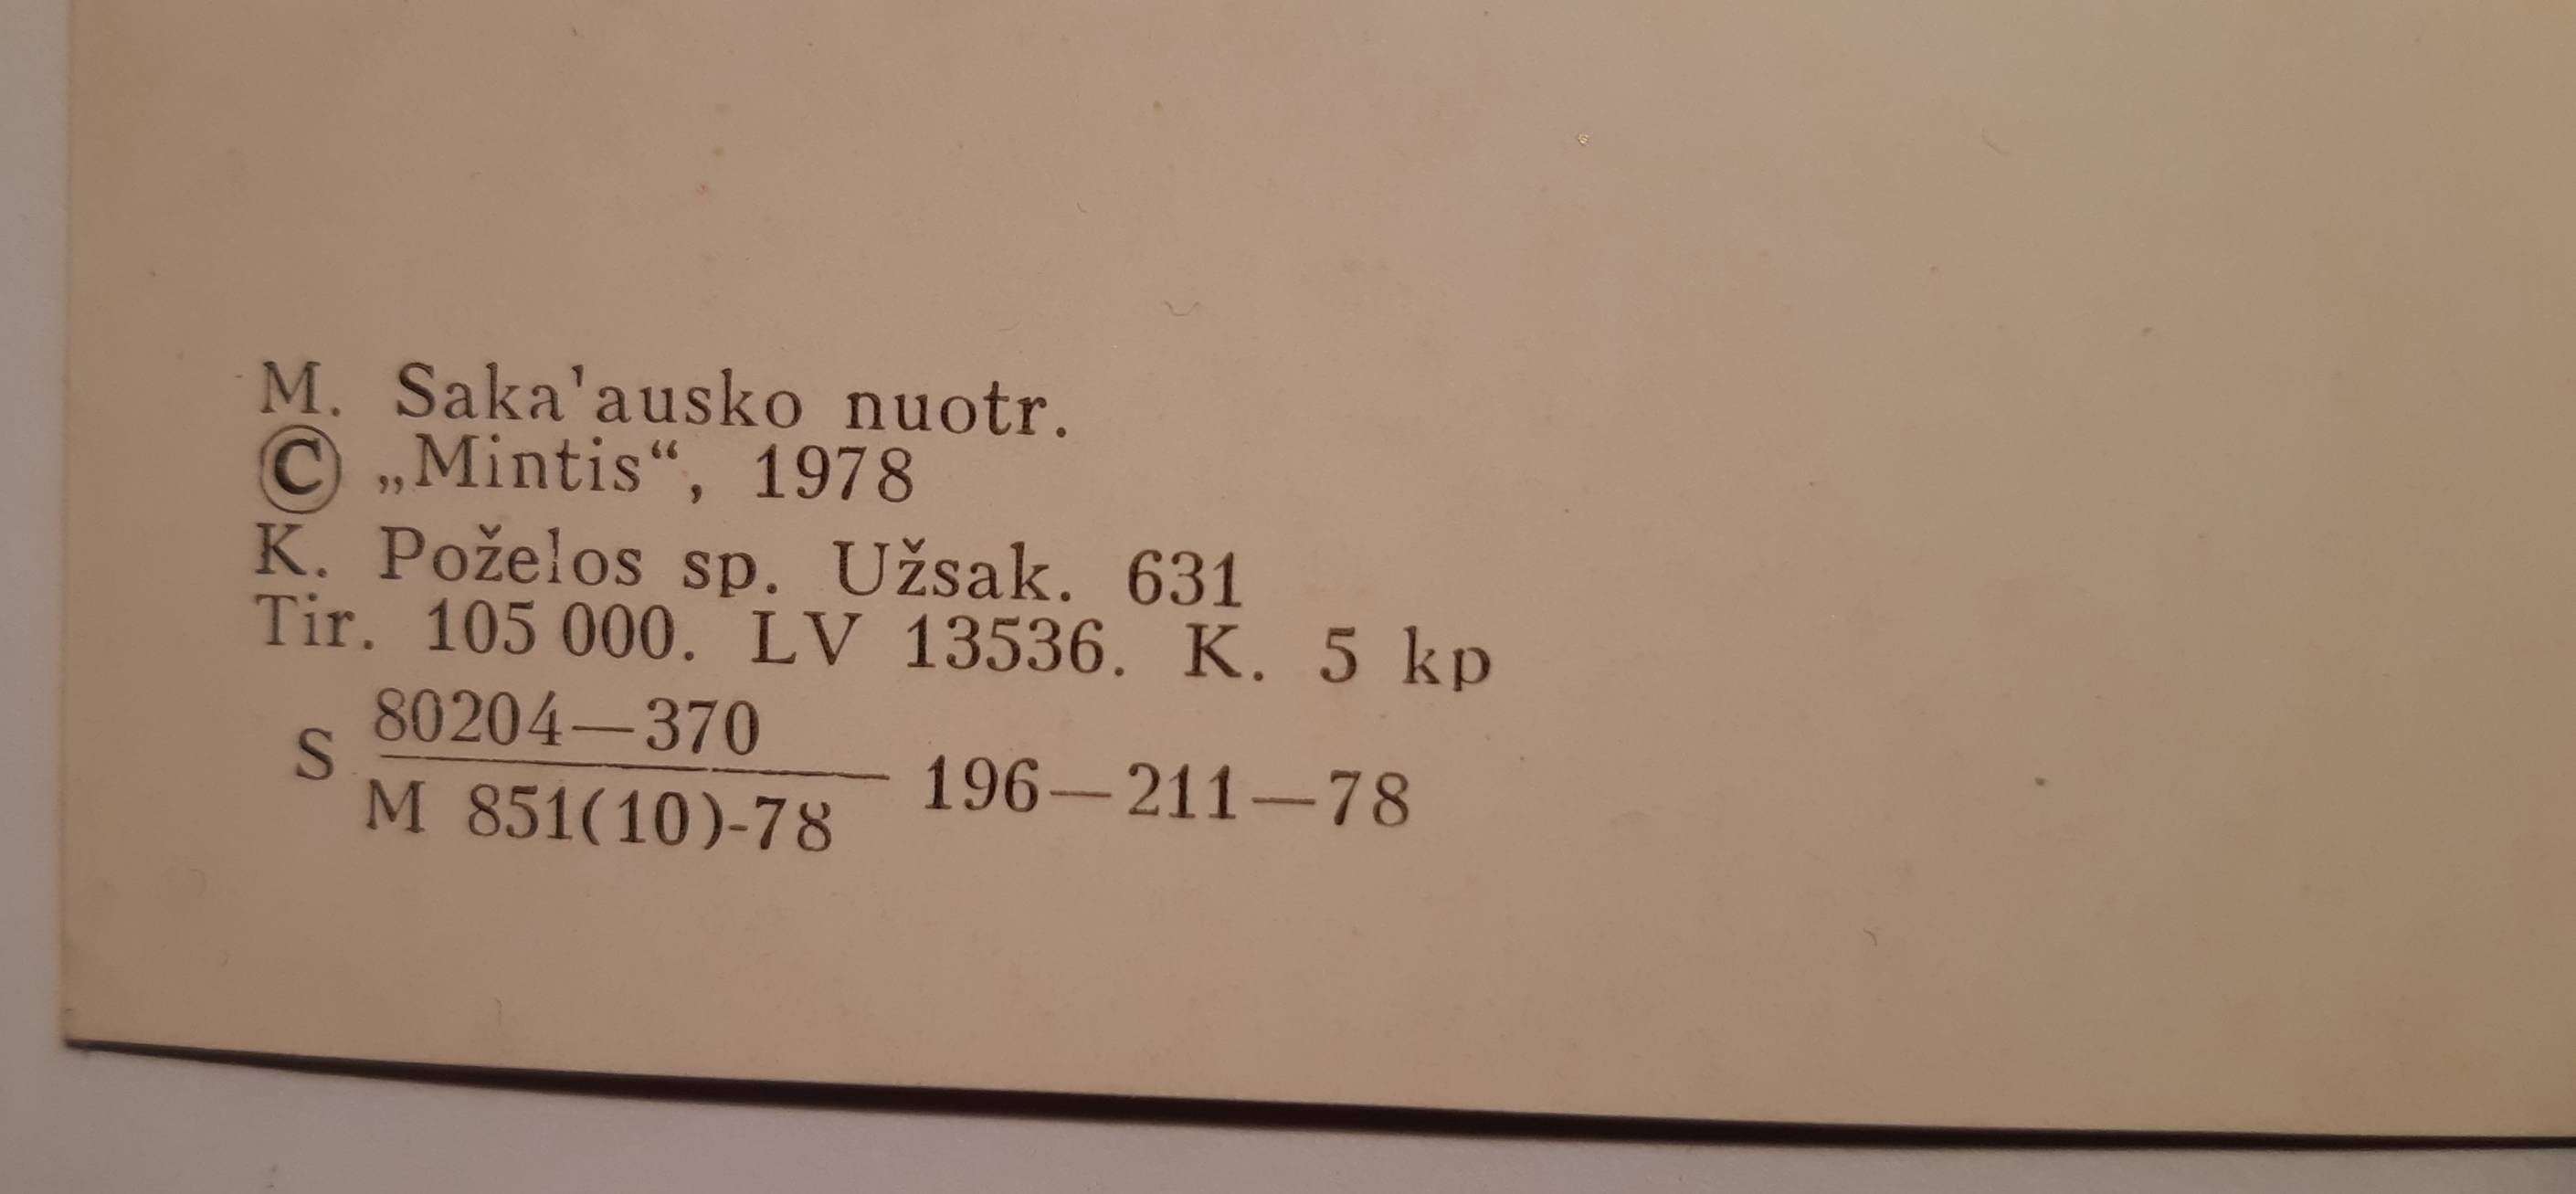 M. Saka'ausko nuotr.
© „Mintis“, 1978
K. Poželos sp. Užsak. 631
Tir. 105 000. LV 13536. K. 5 kp
S 80204—370
M 851(10)-78 196—211—78